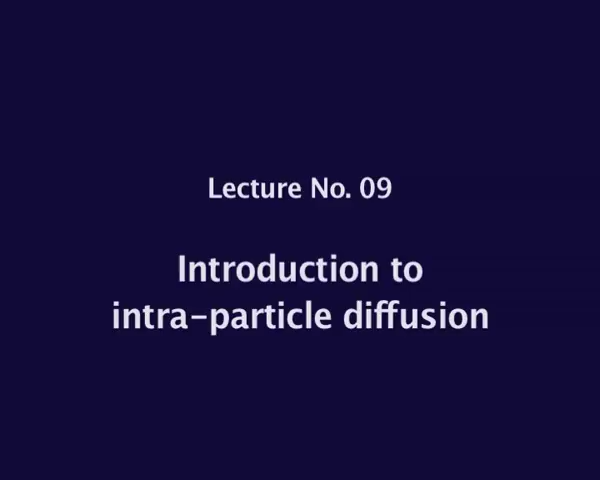 Lecture No. 09
Introduction to
intra-particle diffusion